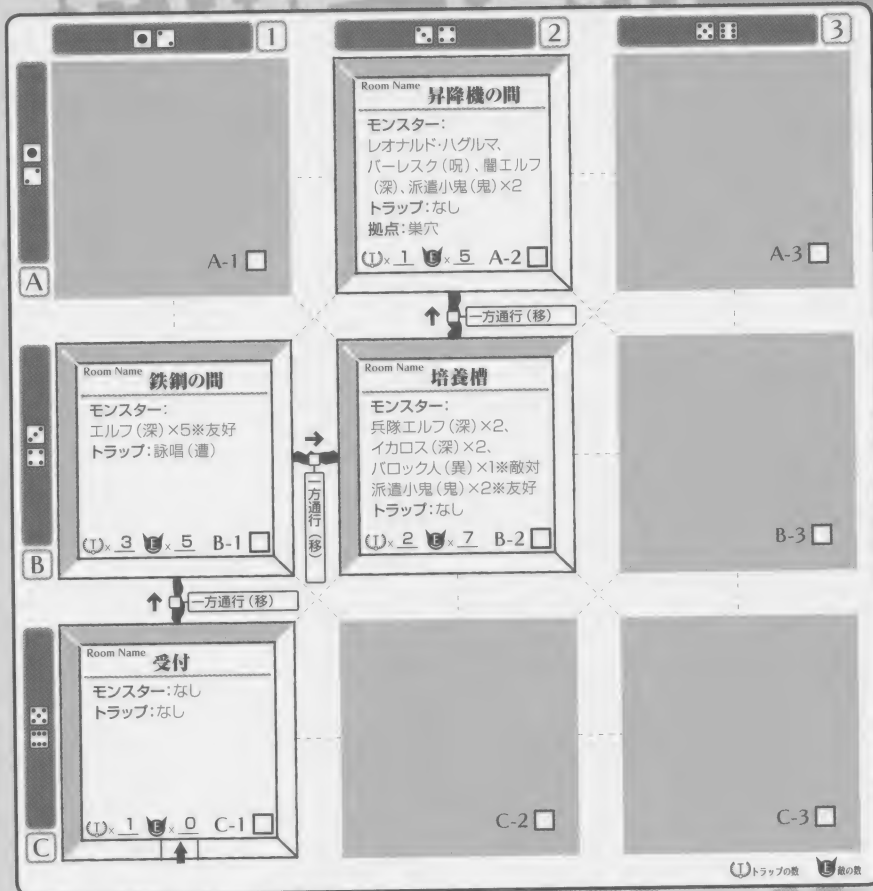 1
2
3
A
Room Name 昇降機の間
モンスター:
レオナルド・ハグルマ、
バーレスク(呪)、闇エルフ
(深)、派遣小鬼(鬼)×2
トラップ:なし
拠点:巣穴
T× 1 E× 5 A-2
A-1
A-3
↑ 一方通行(移)
B
Room Name 鉄鋼の間
モンスター:
エルフ(深)×5※友好
トラップ:詠唱(遭)
T× 3 E× 5 B-1
→
一方通行(移)
Room Name 培養槽
モンスター:
兵隊エルフ(深)×2、
イカロス(深)×2、
バロック人(異)×1※敵対
派遣小鬼(鬼)×2※友好
トラップ:なし
T× 2 E× 7 B-2
B-3
↑ 一方通行(移)
C
Room Name 受付
モンスター:なし
トラップ:なし
T× 1 E× 0 C-1
C-2
C-3
T トラップの数 E 敵の数